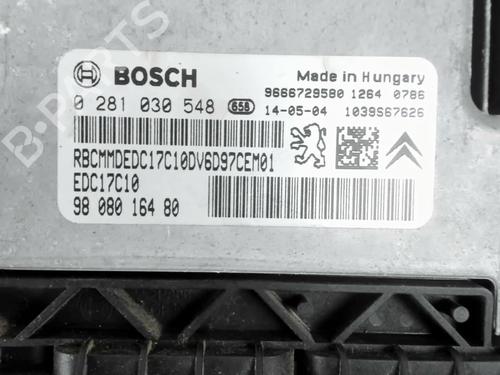 BOSCH
Made in Hungary
9666729580 1264 0786
0 281 030 548 658 14-05-04 1039S67626
RBCMMDEDC17C10DV6D97CEM01
EDC17C10
98 080 164 80
B-Parts